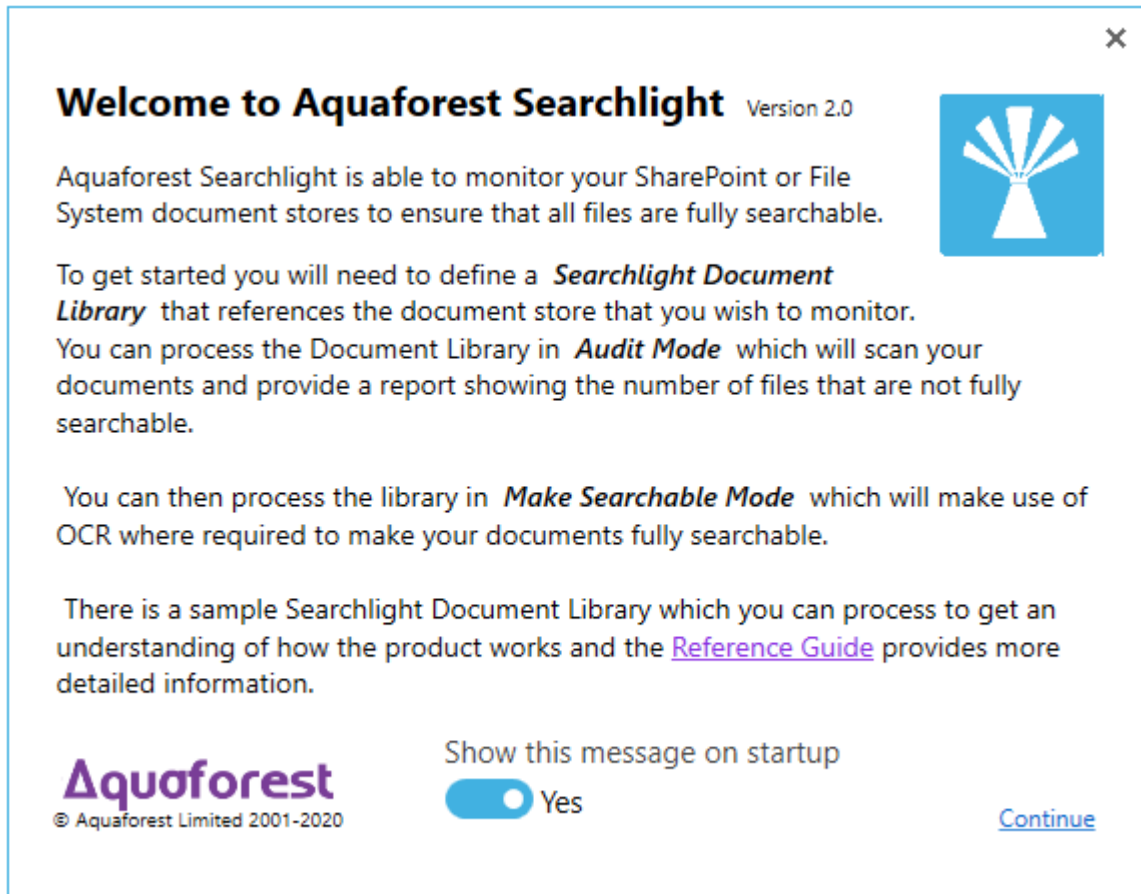 Welcome to Aquaforest Searchlight Version 2.0
Aquaforest Searchlight is able to monitor your SharePoint or File
System document stores to ensure that all files are fully searchable.
To get started you will need to define a Searchlight Document
Library that references the document store that you wish to monitor.
You can process the Document Library in Audit Mode which will scan your
documents and provide a report showing the number of files that are not fully
searchable.
You can then process the library in Make Searchable Mode which will make use of
OCR where required to make your documents fully searchable.
There is a sample Searchlight Document Library which you can process to get an
understanding of how the product works and the Reference Guide provides more
detailed information.
Show this message on startup
Aquaforest
Yes
© Aquaforest Limited 2001-2020
Continue